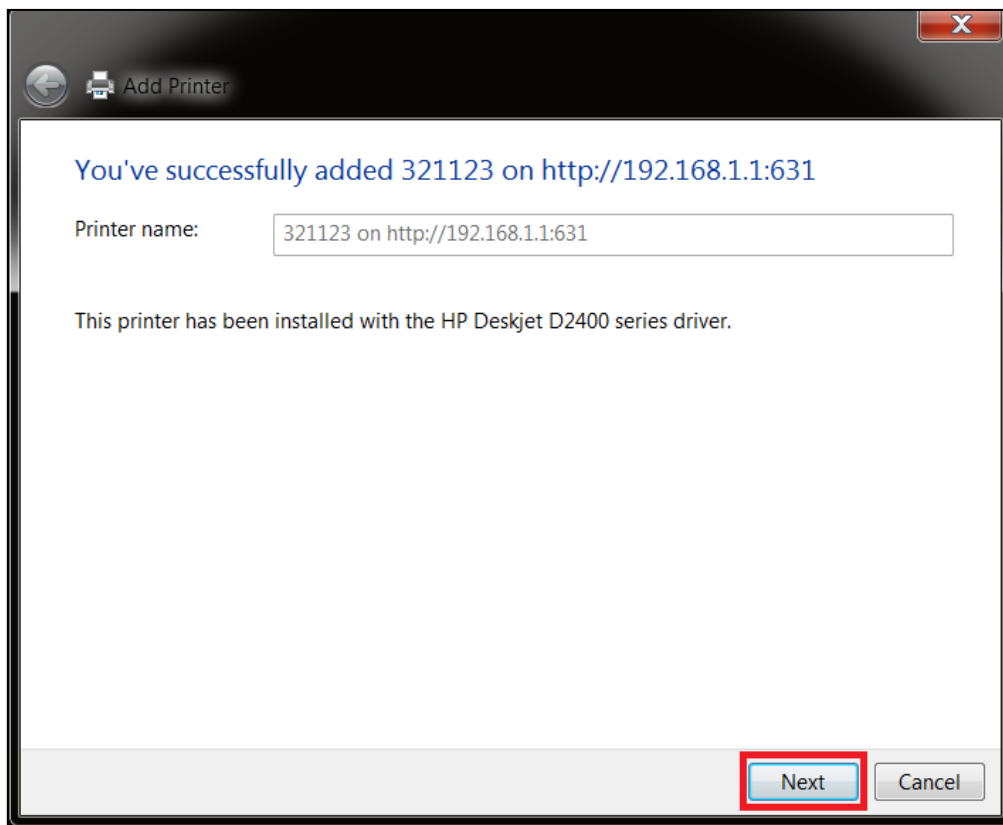 X
Add Printer
You've successfully added 321123 on http://192.168.1.1:631
Printer name:
321123 on http://192.168.1.1:631
This printer has been installed with the HP Deskjet D2400 series driver.
Next
Cancel